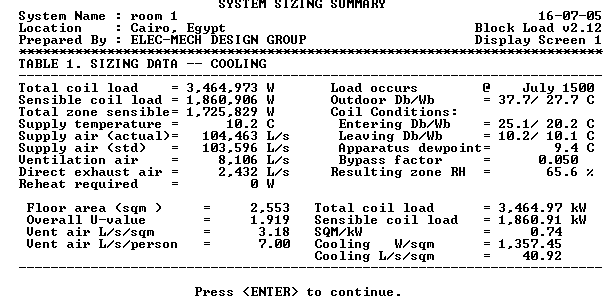 SYSTEM SIZING SUMMARY
System Name : room 1 16-07-05
Location : Cairo, Egypt Block Load v2.12
Prepared By : ELEC-MECH DESIGN GROUP Display Screen 1
TABLE 1. SIZING DATA -- COOLING
Total coil load = 3,464,973 W Load occurs @ July 1500
Sensible coil load = 1,860,906 W Outdoor Db/Wb = 37.7/ 27.7 C
Total zone sensible= 1,725,829 W Coil Conditions:
Supply temperature = 10.2 C Entering Db/Wb = 25.1/ 20.2 C
Supply air (actual)= 104,463 L/s Leaving Db/Wb = 10.2/ 10.1 C
Supply air (std) = 103,596 L/s Apparatus dewpoint= 9.4 C
Ventilation air = 8,106 L/s Bypass factor = 0.050
Direct exhaust air = 2,432 L/s Resulting zone RH = 65.6 %
Reheat required = 0 W
Floor area (sqm ) = 2,553 Total coil load = 3,464.97 kW
Overall U-value = 1.919 Sensible coil load = 1,860.91 kW
Vent air L/s/sqm = 3.18 SQM/kW = 0.74
Vent air L/s/person = 7.00 Cooling W/sqm = 1,357.45
Cooling L/s/sqm = 40.92
Press <ENTER> to continue.